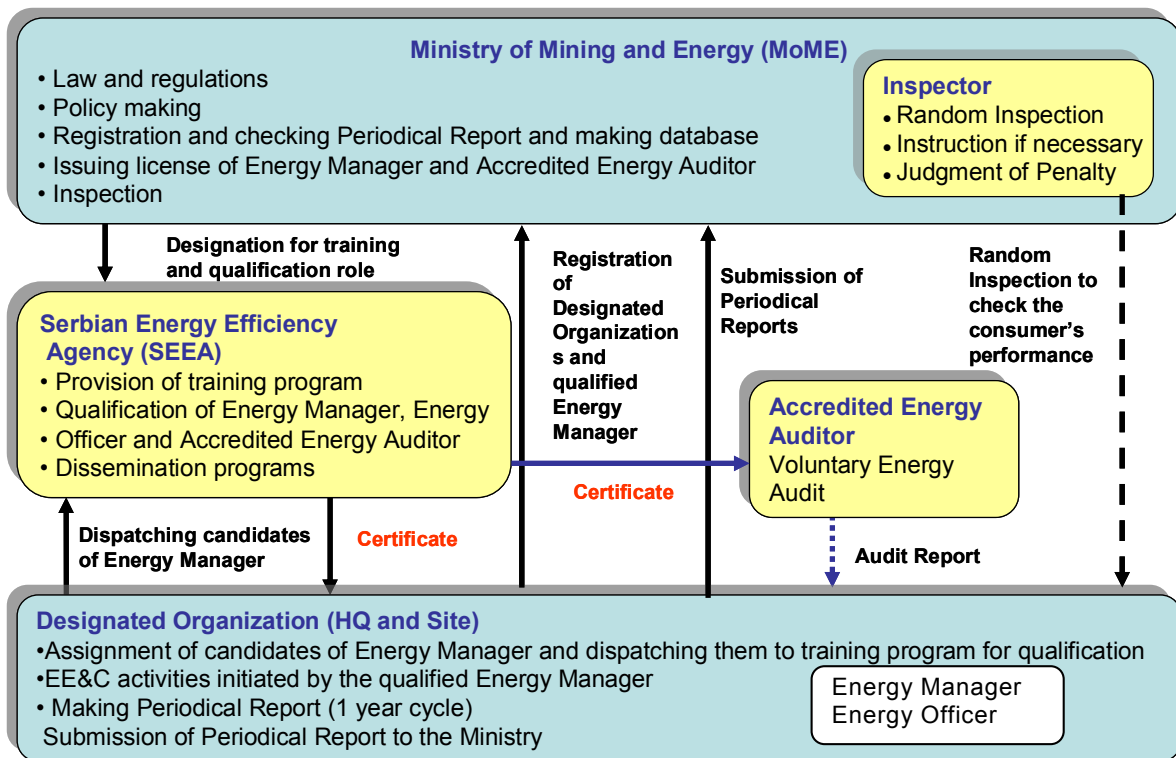 Ministry of Mining and Energy (MoME)
• Law and regulations
• Policy making
• Registration and checking Periodical Report and making database
• Issuing license of Energy Manager and Accredited Energy Auditor
• Inspection
Inspector
• Random Inspection
• Instruction if necessary
• Judgment of Penalty
Designation for training
and qualification role
Registration
of
Designated
Organization
s and
qualified
Energy
Manager
Submission of
Periodical
Reports
Random
Inspection to
check the
consumer's
performance
Serbian Energy Efficiency
Agency (SEEA)
• Provision of training program
• Qualification of Energy Manager, Energy
• Officer and Accredited Energy Auditor
• Dissemination programs
Accredited Energy
Auditor
Voluntary Energy
Audit
Certificate
Dispatching candidates
of Energy Manager
Certificate
Audit Report
Designated Organization (HQ and Site)
•Assignment of candidates of Energy Manager and dispatching them to training program for qualification
•EE&C activities initiated by the qualified Energy Manager
• Making Periodical Report (1 year cycle)
Submission of Periodical Report to the Ministry
Energy Manager
Energy Officer